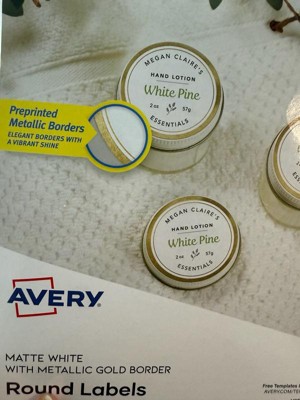 MEGAN CLAIRE'S
HAND LOTION
White Pine
2 oz 57g
ESSENTIALS
Preprinted
Metallic Borders
ELEGANT BORDERS WITH
A VIBRANT SHINE
MEGAN CLAIRE'S
HAND LOTION
White Pine
2 oz 57g
ESSENTIALS
AVERY
MATTE WHITE
WITH METALLIC GOLD BORDER
Round Labels
Free Templates